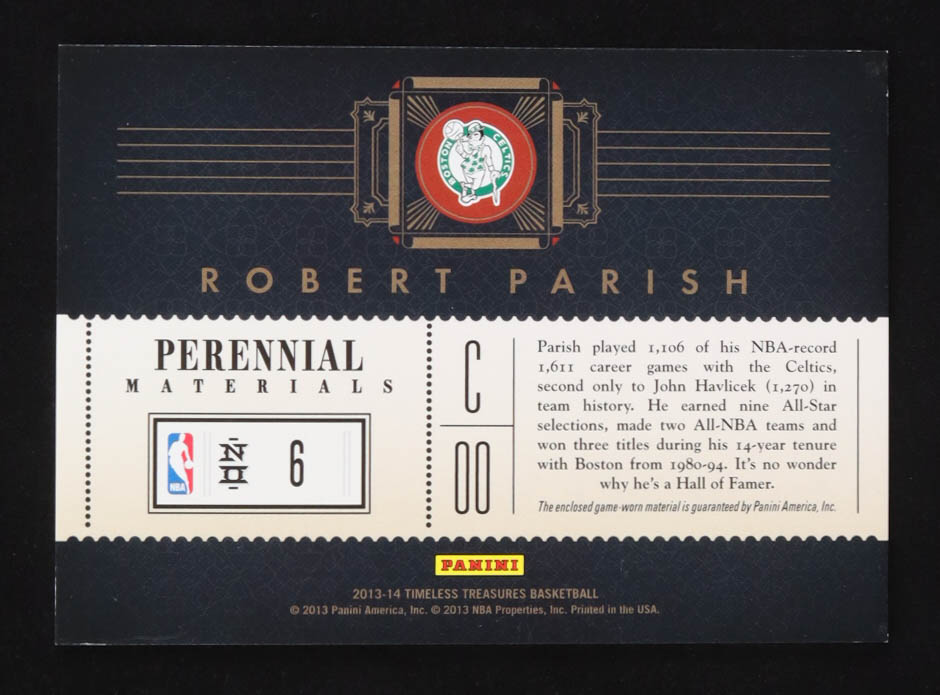 BOSTON CELTICS
ROBERT PARISH
PERENNIAL
MATERIALS
NBA
NO
6
C
00
Parish played 1,106 of his NBA-record
1,611 career games with the Celtics,
second only to John Havlicek (1,270) in
team history. He earned nine All-Star
selections, made two All-NBA teams and
won three titles during his 14-year tenure
with Boston from 1980-94. It's no wonder
why he's a Hall of Famer.
The enclosed game-worn material is guaranteed by Panini America, Inc.
PANINI
2013-14 TIMELESS TREASURES BASKETBALL
© 2013 Panini America, Inc. © 2013 NBA Properties, Inc. Printed in the USA.